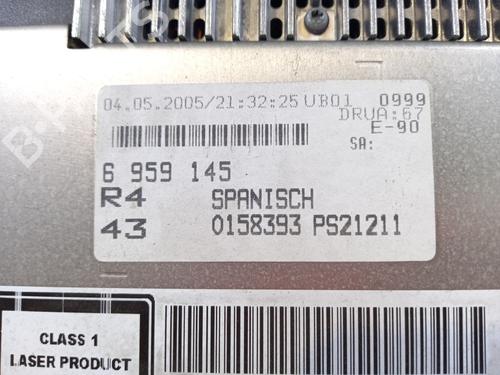 04.05.2005/21:32:25 UB01 0999
DRVA:67
E-90
SA:
6 959 145
R4 SPANISCH
43 0158393 PS21211
CLASS 1
LASER PRODUCT